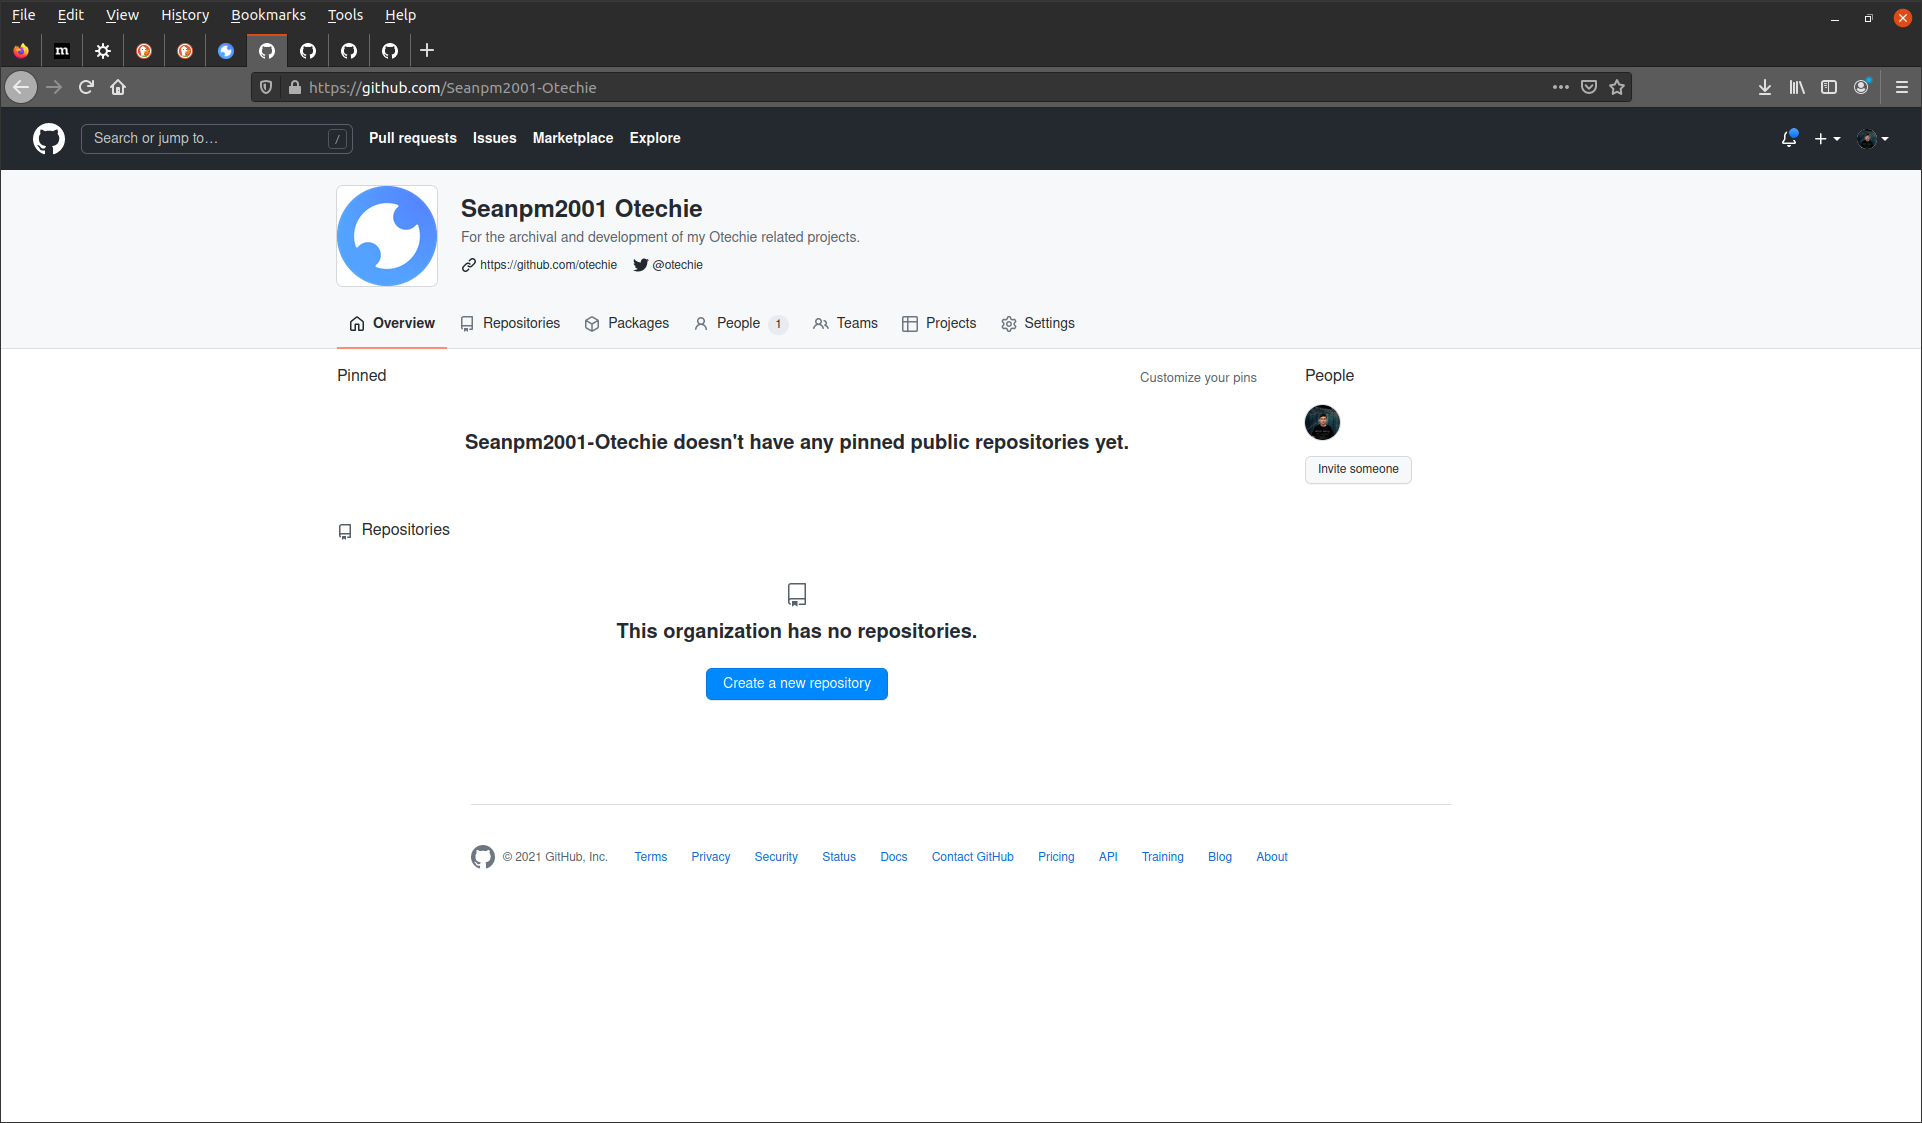 File Edit View History Bookmarks Tools Help
m
https://github.com/Seanpm2001-Otechie
Search or jump to… / Pull requests Issues Marketplace Explore
Seanpm2001 Otechie
For the archival and development of my Otechie related projects.
https://github.com/otechie @otechie
Overview Repositories Packages People 1 Teams Projects Settings
Pinned Customize your pins People
Seanpm2001-Otechie doesn't have any pinned public repositories yet.
Invite someone
Repositories
This organization has no repositories.
Create a new repository
© 2021 GitHub, Inc. Terms Privacy Security Status Docs Contact GitHub Pricing API Training Blog About